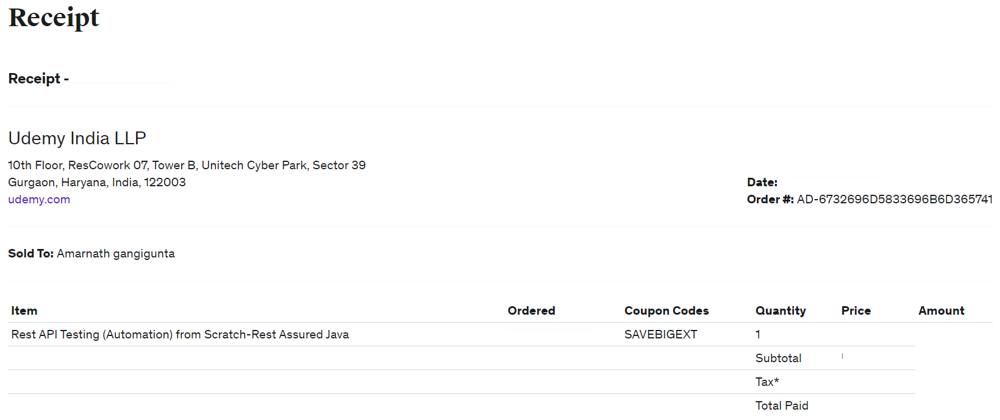 Receipt
Receipt -
Udemy India LLP
10th Floor, ResCowork 07, Tower B, Unitech Cyber Park, Sector 39
Gurgaon, Haryana, India, 122003
udemy.com
Date:
Order #: AD-6732696D5833696B6D365741
Sold To: Amarnath gangigunta
Item Ordered Coupon Codes Quantity Price Amount
Rest API Testing (Automation) from Scratch-Rest Assured Java SAVEBIGEXT 1
Subtotal
Tax*
Total Paid